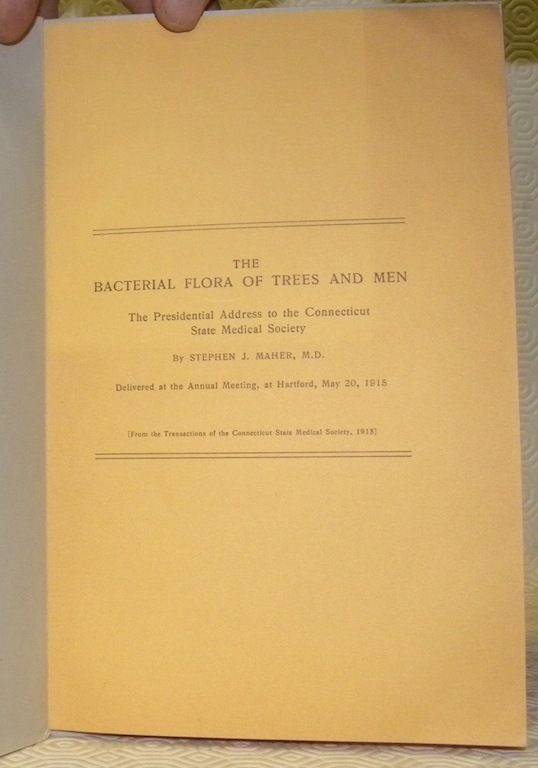 THE
BACTERIAL FLORA OF TREES AND MEN
The Presidential Address to the Connecticut
State Medical Society
By STEPHEN J. MAHER, M.D.
Delivered at the Annual Meeting, at Hartford, May 20, 1915
[From the Transactions of the Connecticut State Medical Society, 1915]